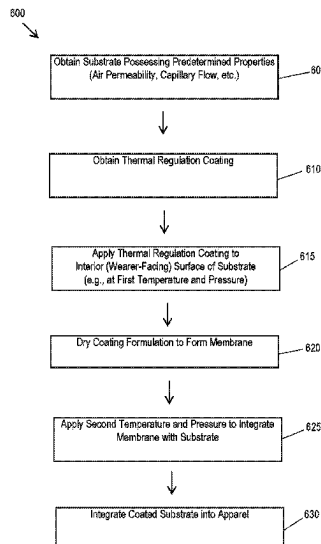 600
Obtain Substrate Possessing Predetermined Properties
(Air Permeability, Capillary Flow, etc.)
60
Obtain Thermal Regulation Coating
610
Apply Thermal Regulation Coating to
Interior (Wearer-Facing) Surface of Substrate
(e.g., at First Temperature and Pressure)
615
Dry Coating Formulation to Form Membrane
620
Apply Second Temperature and Pressure to Integrate
Membrane with Substrate
625
Integrate Coated Substrate into Apparel
630